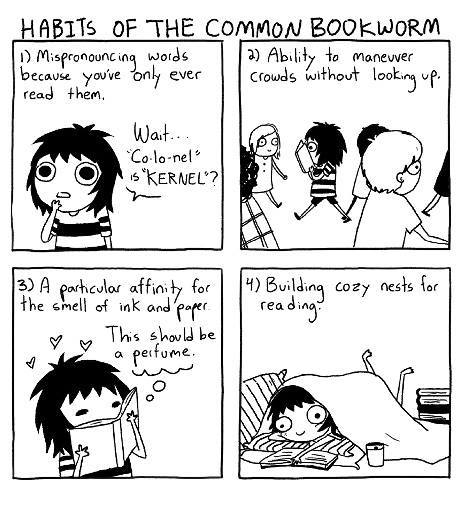 HABITS OF THE COMMON BOOKWORM
1) Mispronouncing words
because you've only ever
read them.
Wait...
"Co·lo·nel"
is "KERNEL"?
2) Ability to maneuver
crowds without looking up.
3) A particular affinity for
the smell of ink and paper.
This should be
a perfume.
4) Building cozy nests for
reading.